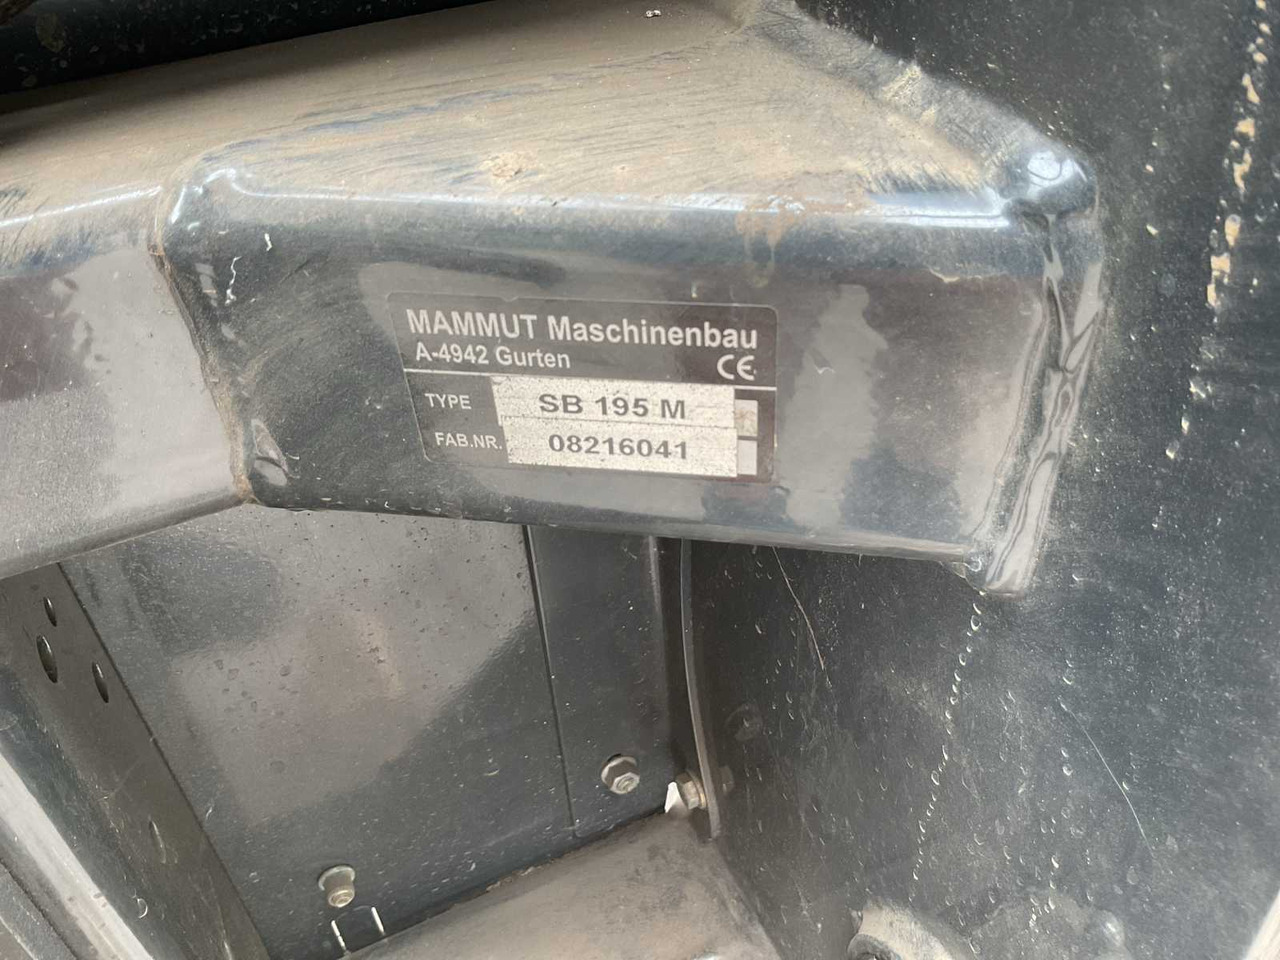 MAMMUT Maschinenbau
A-4942 Gurten
CE
TYPE SB 195 M
FAB.NR. 08216041